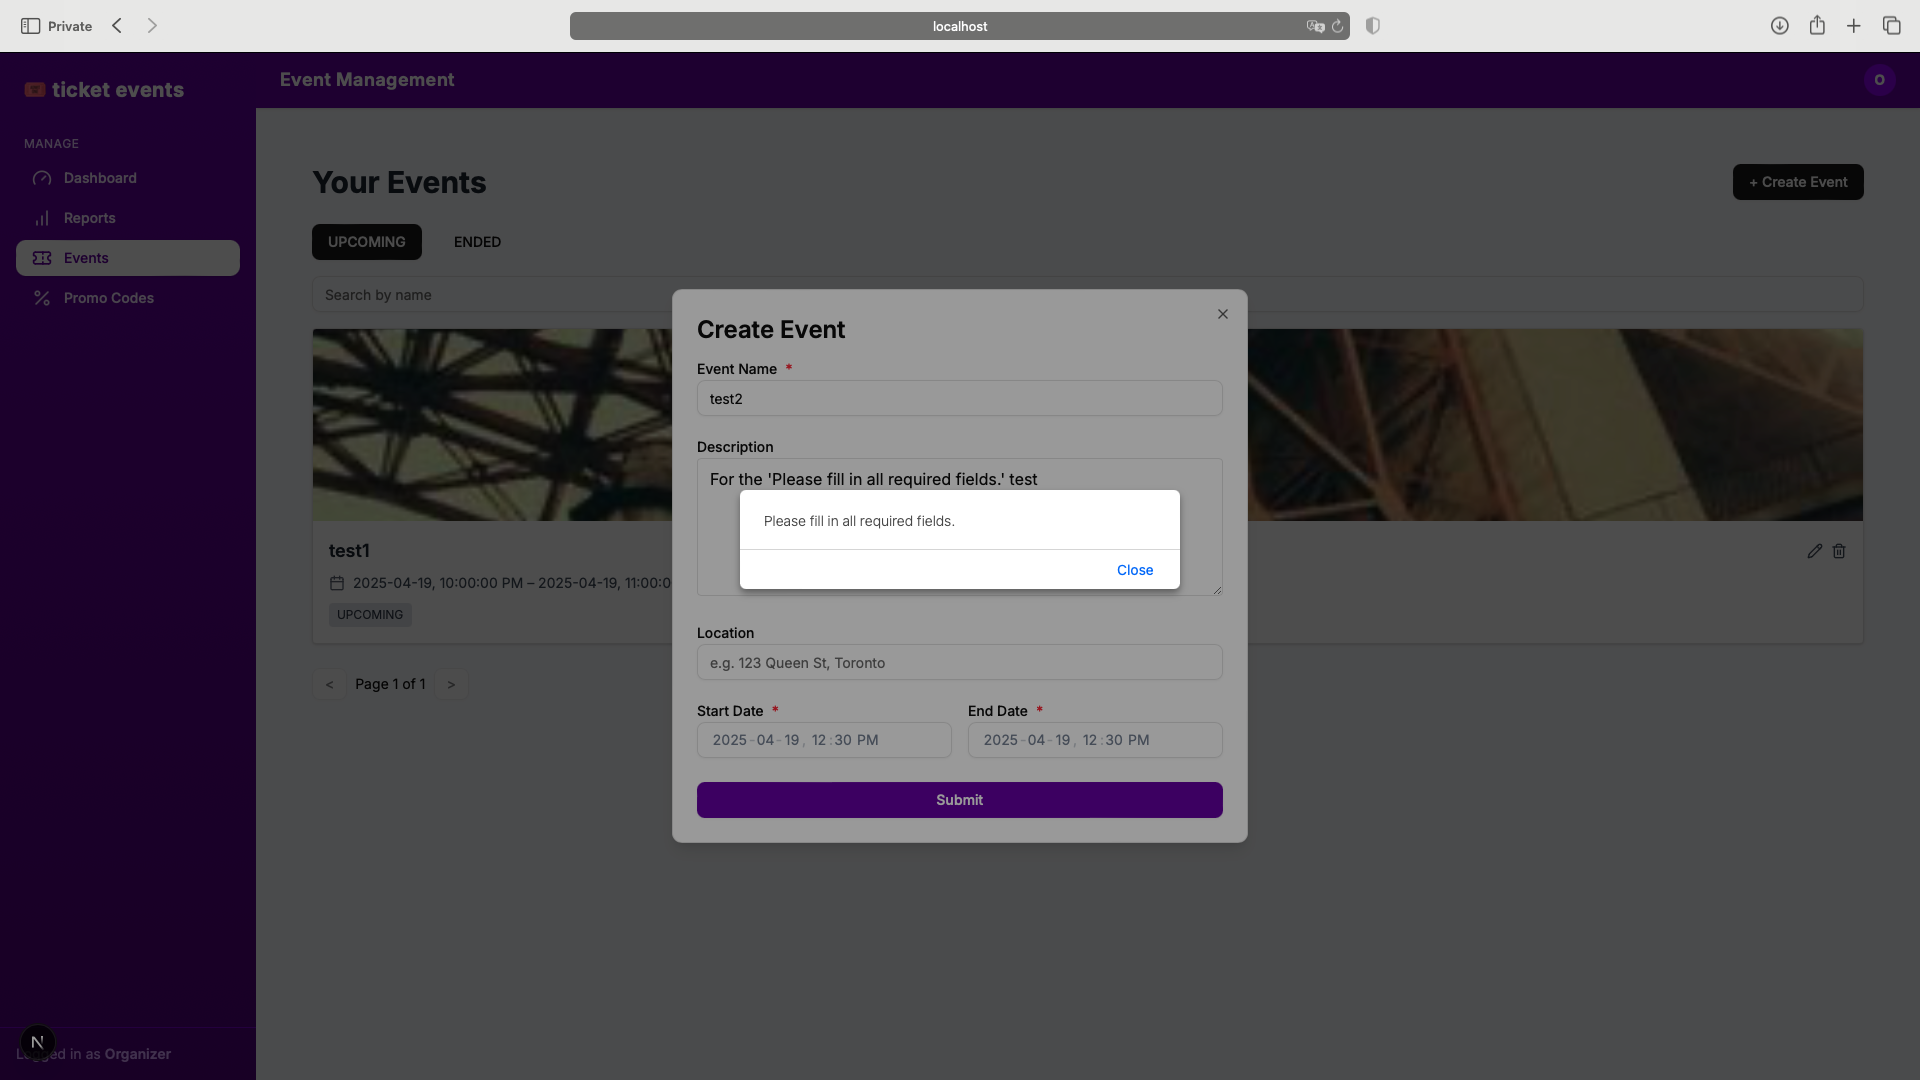 Private
localhost
ticket events
Event Management
O
MANAGE
Dashboard
Reports
Events
Promo Codes
Your Events
+ Create Event
UPCOMING
ENDED
Search by name
test1
2025-04-19, 10:00:00 PM – 2025-04-19, 11:00:0
UPCOMING
< Page 1 of 1 >
Create Event
Event Name *
test2
Description
For the 'Please fill in all required fields.' test
Please fill in all required fields.
Close
Location
e.g. 123 Queen St, Toronto
Start Date *
2025-04-19, 12:30 PM
End Date *
2025-04-19, 12:30 PM
Submit
N
in as Organizer